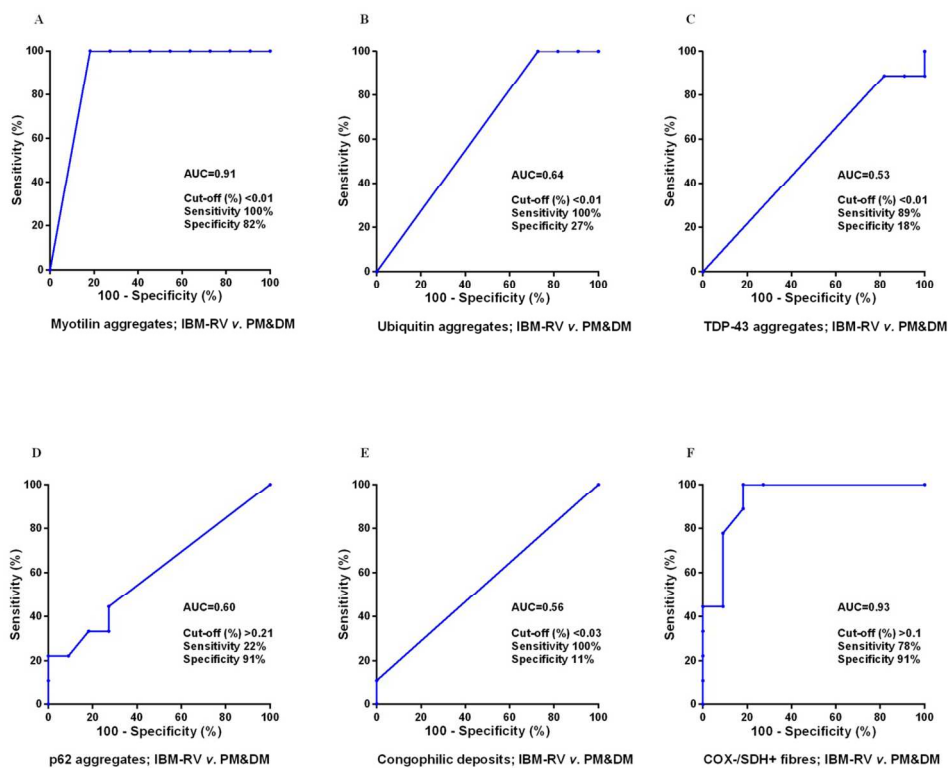 A
Sensitivity (%)
100
80
60
40
20
0
AUC=0.91
Cut-off (%) <0.01
Sensitivity 100%
Specificity 82%
0 20 40 60 80 100
100 - Specificity (%)
Myotilin aggregates; IBM-RV v. PM&DM
B
Sensitivity (%)
100
80
60
40
20
0
AUC=0.64
Cut-off (%) <0.01
Sensitivity 100%
Specificity 27%
0 20 40 60 80 100
100 - Specificity (%)
Ubiquitin aggregates; IBM-RV v. PM&DM
C
Sensitivity (%)
100
80
60
40
20
0
AUC=0.53
Cut-off (%) <0.01
Sensitivity 89%
Specificity 18%
0 20 40 60 80 100
100 - Specificity (%)
TDP-43 aggregates; IBM-RV v. PM&DM
D
Sensitivity (%)
100
80
60
40
20
0
AUC=0.60
Cut-off (%) >0.21
Sensitivity 22%
Specificity 91%
0 20 40 60 80 100
100 - Specificity (%)
p62 aggregates; IBM-RV v. PM&DM
E
Sensitivity (%)
100
80
60
40
20
0
AUC=0.56
Cut-off (%) <0.03
Sensitivity 100%
Specificity 11%
0 20 40 60 80 100
100 - Specificity (%)
Congophilic deposits; IBM-RV v. PM&DM
F
Sensitivity (%)
100
80
60
40
20
0
AUC=0.93
Cut-off (%) >0.1
Sensitivity 78%
Specificity 91%
0 20 40 60 80 100
100 - Specificity (%)
COX-/SDH+ fibres; IBM-RV v. PM&DM